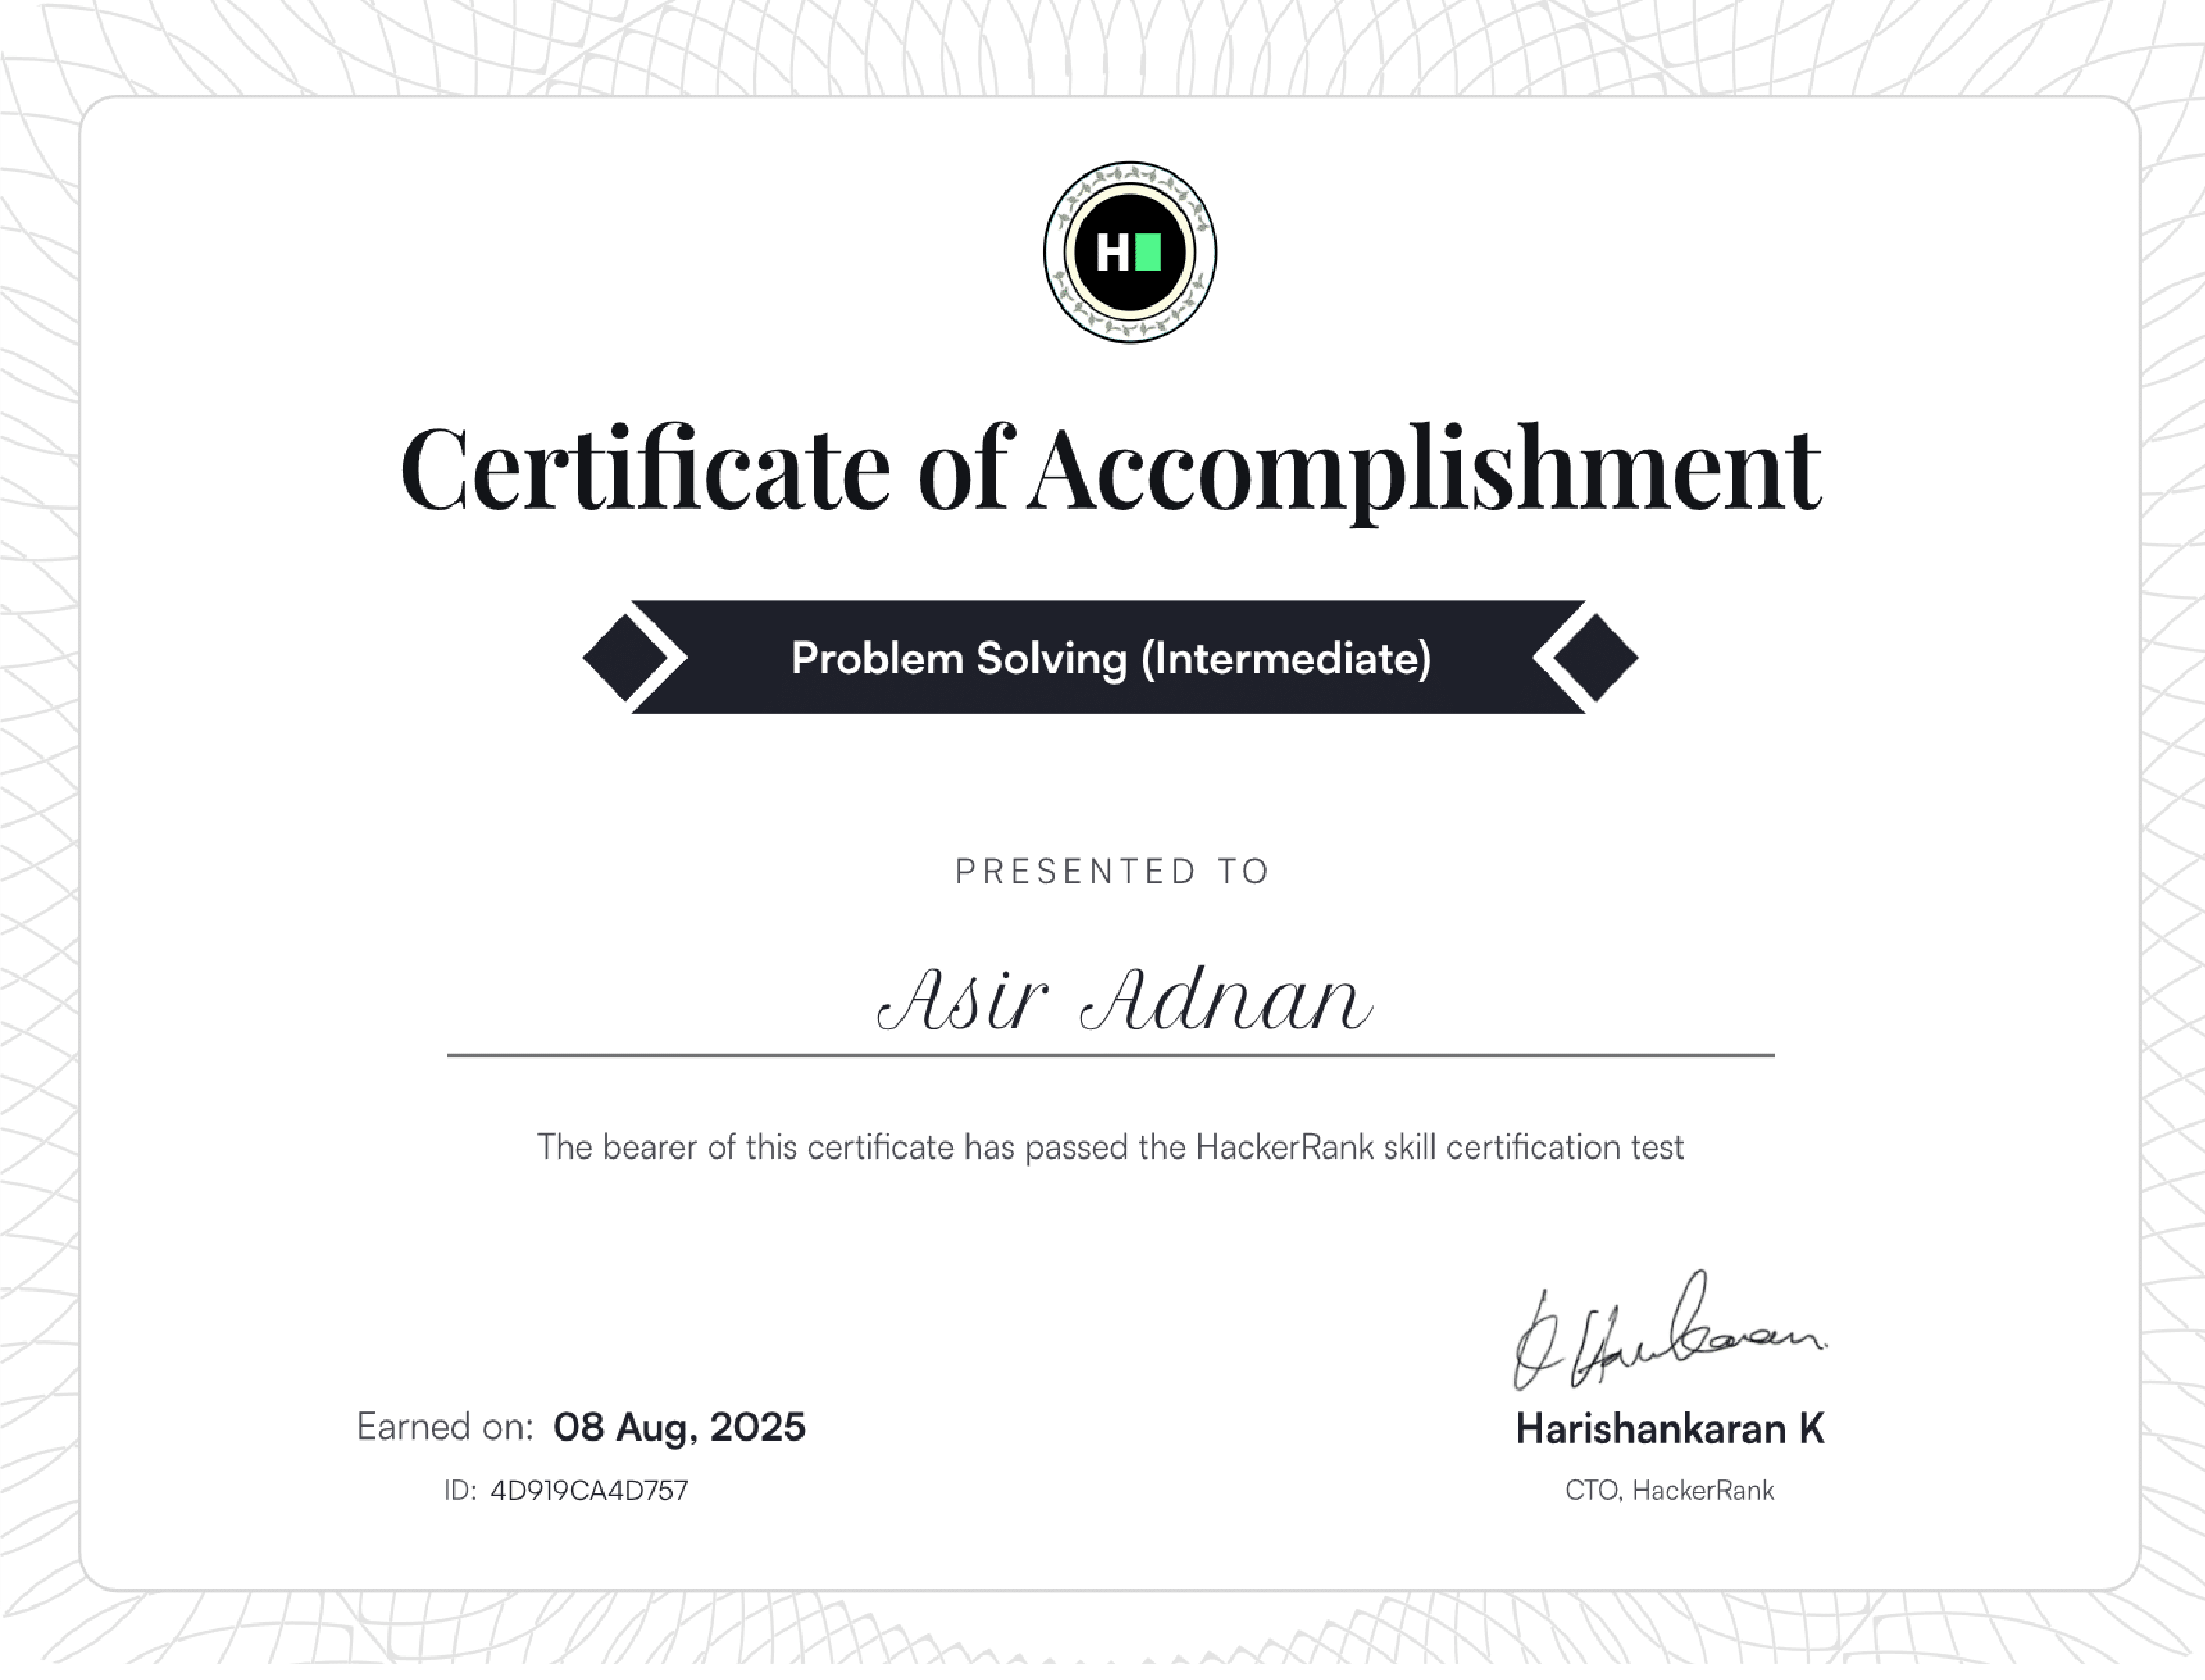 H
Certificate of Accomplishment
Problem Solving (Intermediate)
PRESENTED TO
Asir Adnan
The bearer of this certificate has passed the HackerRank skill certification test
Earned on: 08 Aug, 2025
ID: 4D919CA4D757
K Harishankaran
Harishankaran K
CTO, HackerRank